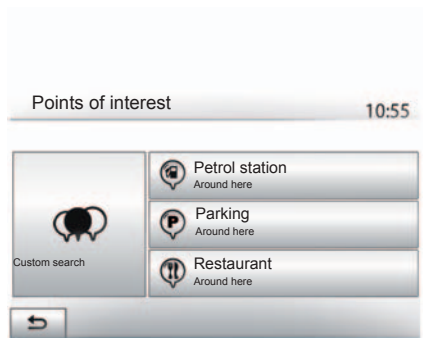 Points of interest
10:55
Petrol station
Around here
P
Parking
Around here
Custom search
Restaurant
Around here